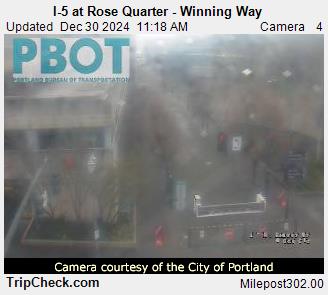 I-5 at Rose Quarter - Winning Way
Updated Dec 30 2024 11:18 AM Camera 4
PBOT
PORTLAND BUREAU OF TRANSPORTATION
Camera courtesy of the City of Portland
TripCheck.com Milepost302.00